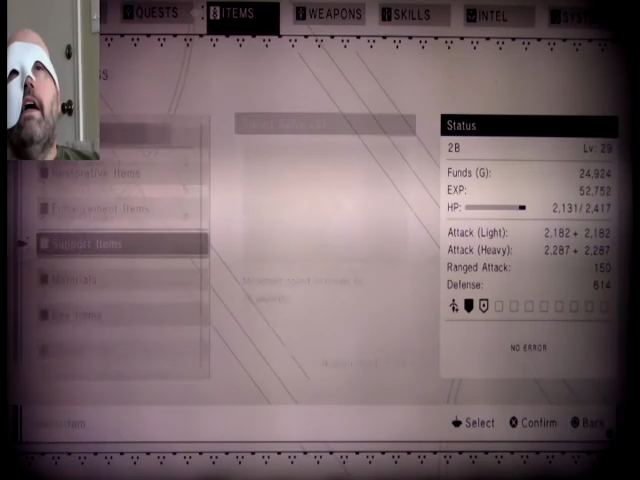 QUESTS
ITEMS
WEAPONS
SKILLS
INTEL
SYST
Restorative Items
Enhancement Items
Support Items
Materials
Key Items
Status
2B
Lv: 29
Funds (G): 24,924
EXP: 52,752
HP: 2,131/ 2,417
Attack (Light): 2,182 + 2,182
Attack (Heavy): 2,287 + 2,287
Ranged Attack: 150
Defense: 614
NO ERROR
Select
Confirm
Back